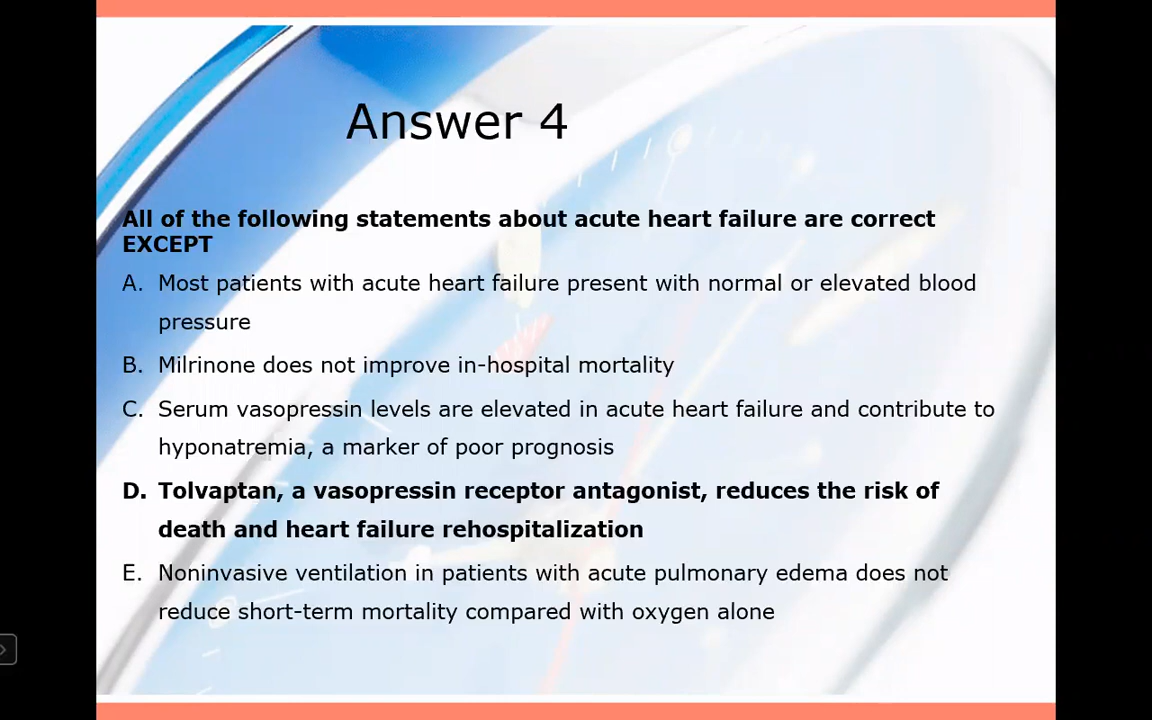 Answer 4
All of the following statements about acute heart failure are correct
EXCEPT
A. Most patients with acute heart failure present with normal or elevated blood
pressure
B. Milrinone does not improve in-hospital mortality
C. Serum vasopressin levels are elevated in acute heart failure and contribute to
hyponatremia, a marker of poor prognosis
D. Tolvaptan, a vasopressin receptor antagonist, reduces the risk of
death and heart failure rehospitalization
E. Noninvasive ventilation in patients with acute pulmonary edema does not
reduce short-term mortality compared with oxygen alone